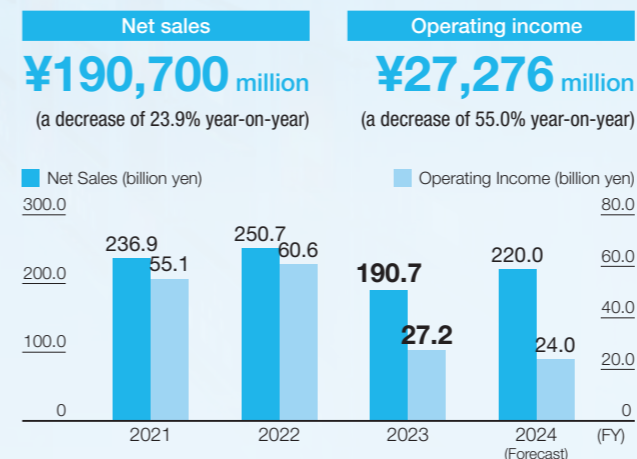 Net sales
¥190,700 million
(a decrease of 23.9% year-on-year)
Operating income
¥27,276 million
(a decrease of 55.0% year-on-year)
Net Sales (billion yen)
Operating Income (billion yen)
300.0
200.0
100.0
0
236.9
55.1
250.7
60.6
190.7
27.2
220.0
24.0
80.0
60.0
40.0
20.0
0
2021
2022
2023
2024
(Forecast)
(FY)